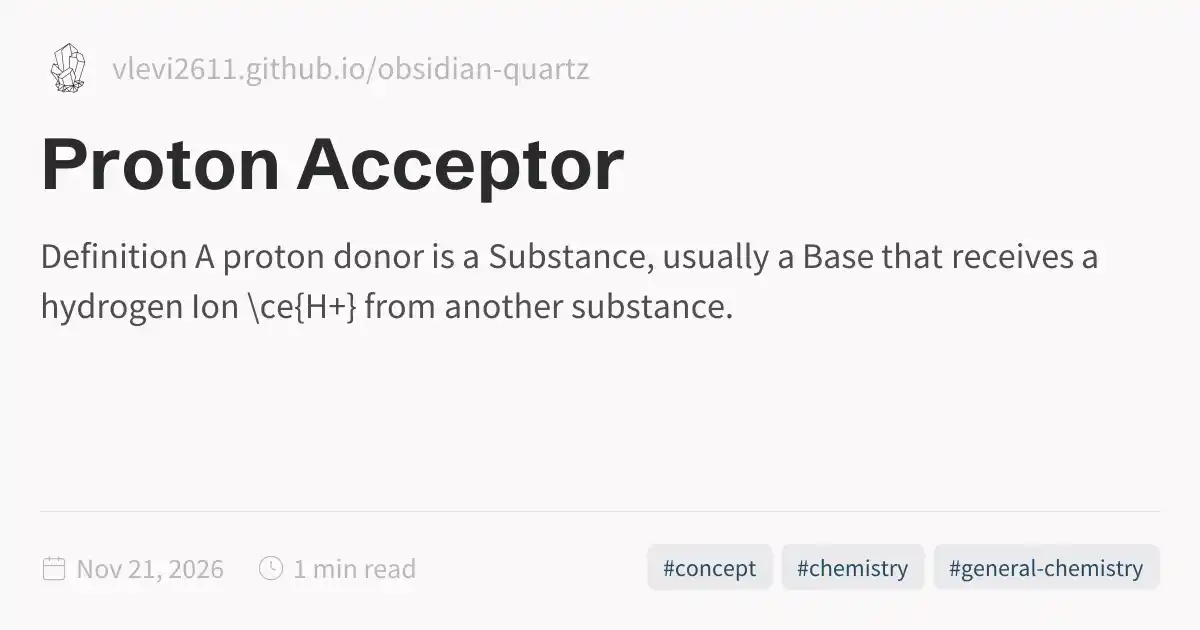 vlevi2611.github.io/obsidian-quartz
Proton Acceptor
Definition A proton donor is a Substance, usually a Base that receives a
hydrogen Ion \ce{H+} from another substance.
Nov 21, 2026 1 min read #concept #chemistry #general-chemistry